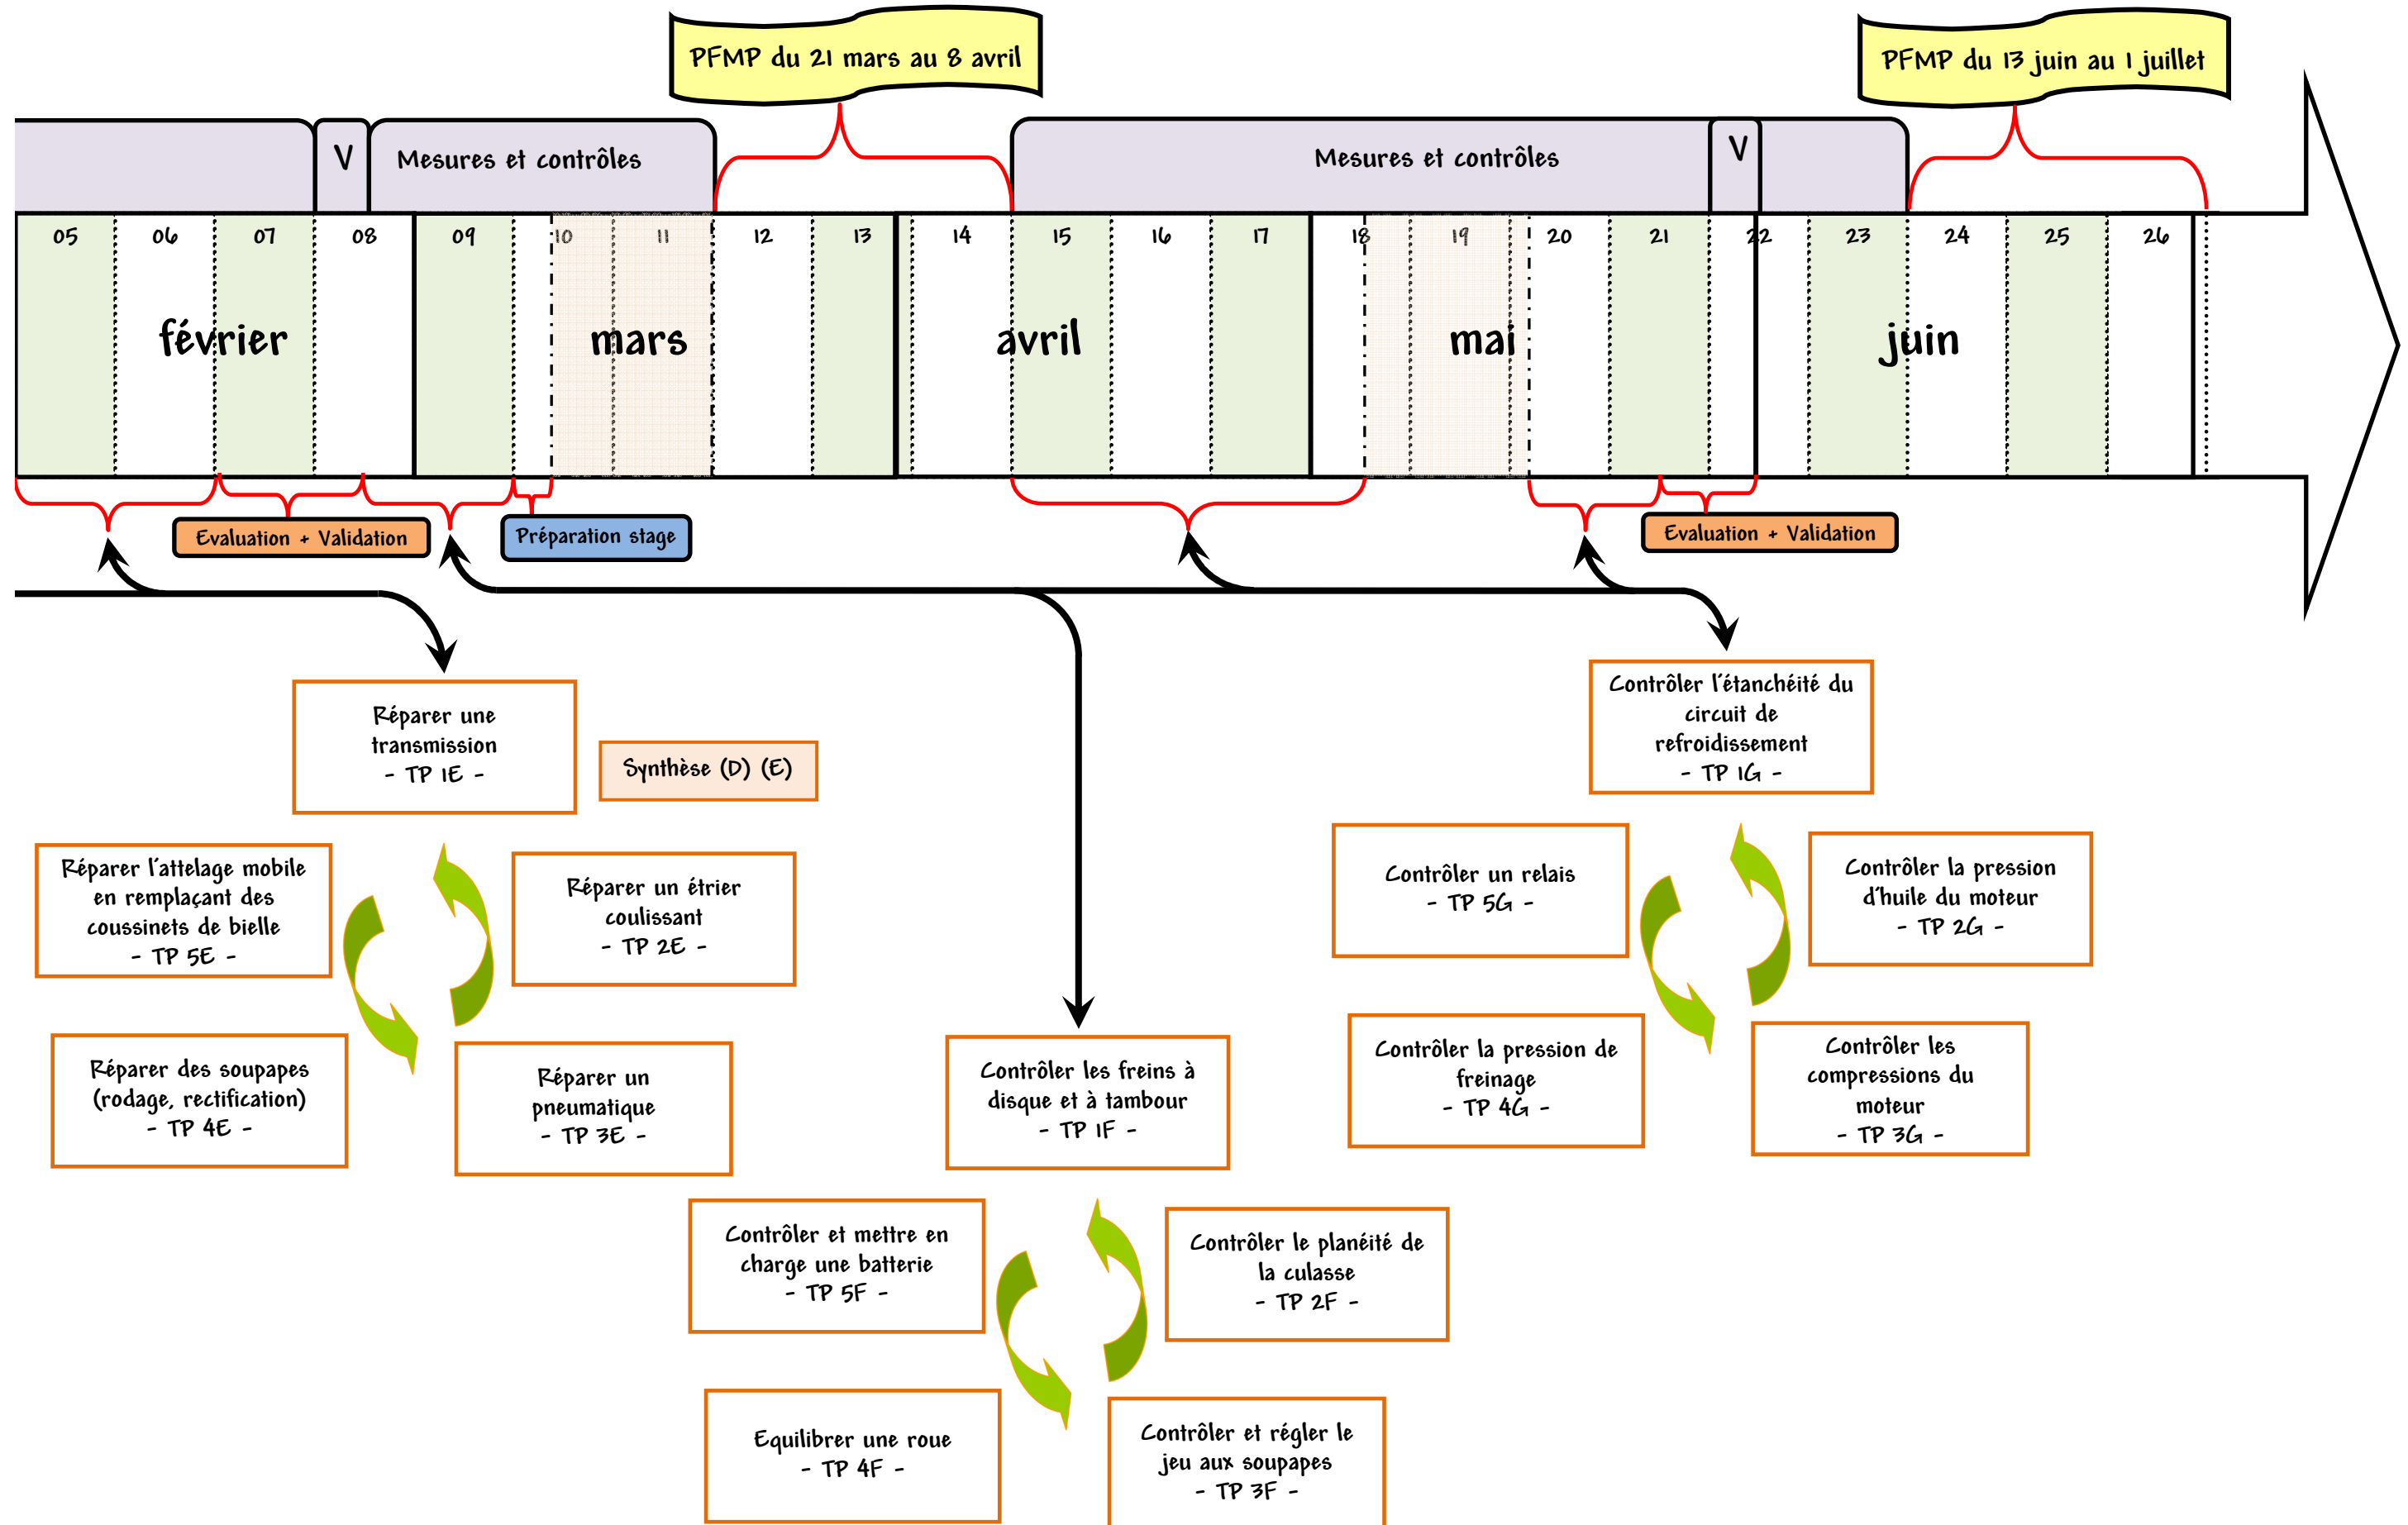 PFMP du 21 mars au 8 avril
PFMP du 13 juin au 1 juillet
V
Mesures et contrôles
Mesures et contrôles
V
05 06 07 08 09 10 11 12 13 14 15 16 17 18 19 20 21 22 23 24 25 26
février mars avril mai juin
Evaluation + Validation
Préparation stage
Evaluation + Validation
Réparer une
transmission
- TP 1E -
Synthèse (D) (E)
Réparer l'attelage mobile
en remplaçant des
coussinets de bielle
- TP 5E -
Réparer un étrier
coulissant
- TP 2E -
Réparer des soupapes
(rodage, rectification)
- TP 4E -
Réparer un
pneumatique
- TP 3E -
Contrôler les freins à
disque et à tambour
- TP 1F -
Contrôler et mettre en
charge une batterie
- TP 5F -
Contrôler le planéité de
la culasse
- TP 2F -
Equilibrer une roue
- TP 4F -
Contrôler et régler le
jeu aux soupapes
- TP 3F -
Contrôler l'étanchéité du
circuit de
refroidissement
- TP 1G -
Contrôler un relais
- TP 5G -
Contrôler la pression
d'huile du moteur
- TP 2G -
Contrôler la pression de
freinage
- TP 4G -
Contrôler les
compressions du
moteur
- TP 3G -